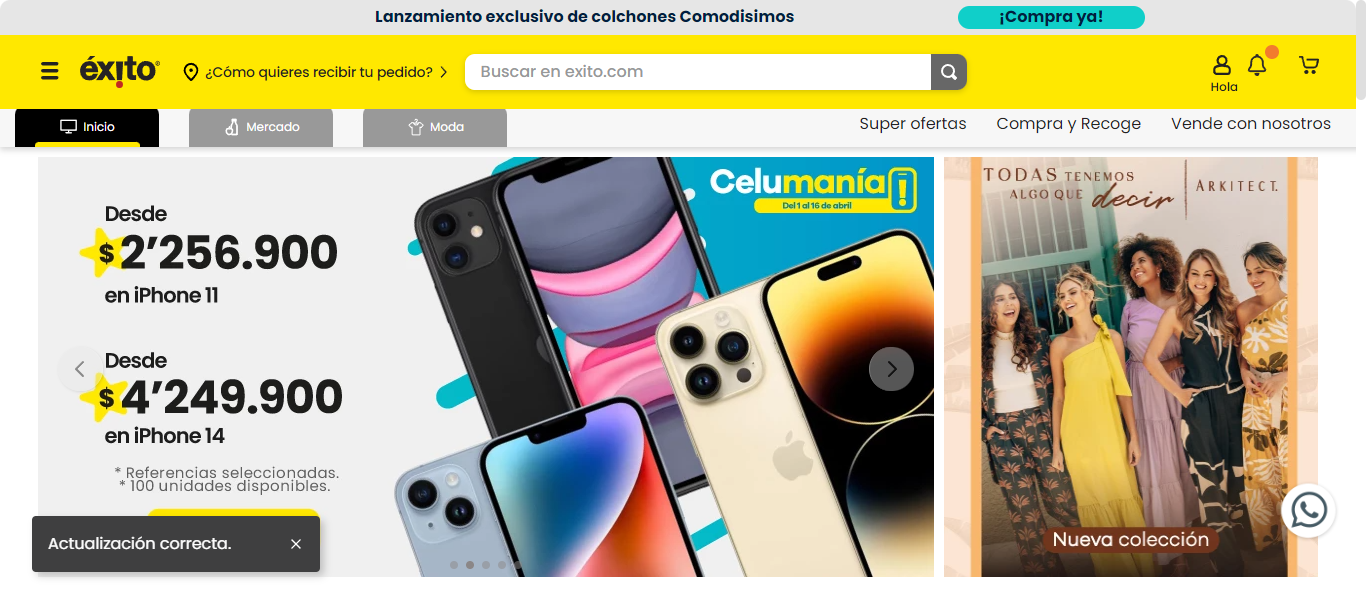 Lanzamiento exclusivo de colchones Comodisimos
¡Compra ya!
éxito
¿Cómo quieres recibir tu pedido?
Buscar en exito.com
Hola
Inicio
Mercado
Moda
Super ofertas
Compra y Recoge
Vende con nosotros
Celumanía
Del 1 al 16 de abril
Desde
$ 2’256.900
en iPhone 11
Desde
$ 4’249.900
en iPhone 14
* Referencias seleccionadas.
* 100 unidades disponibles.
TODAS TENEMOS
ALGO QUE decir
ARKITECT.
Nueva colección
Actualización correcta.